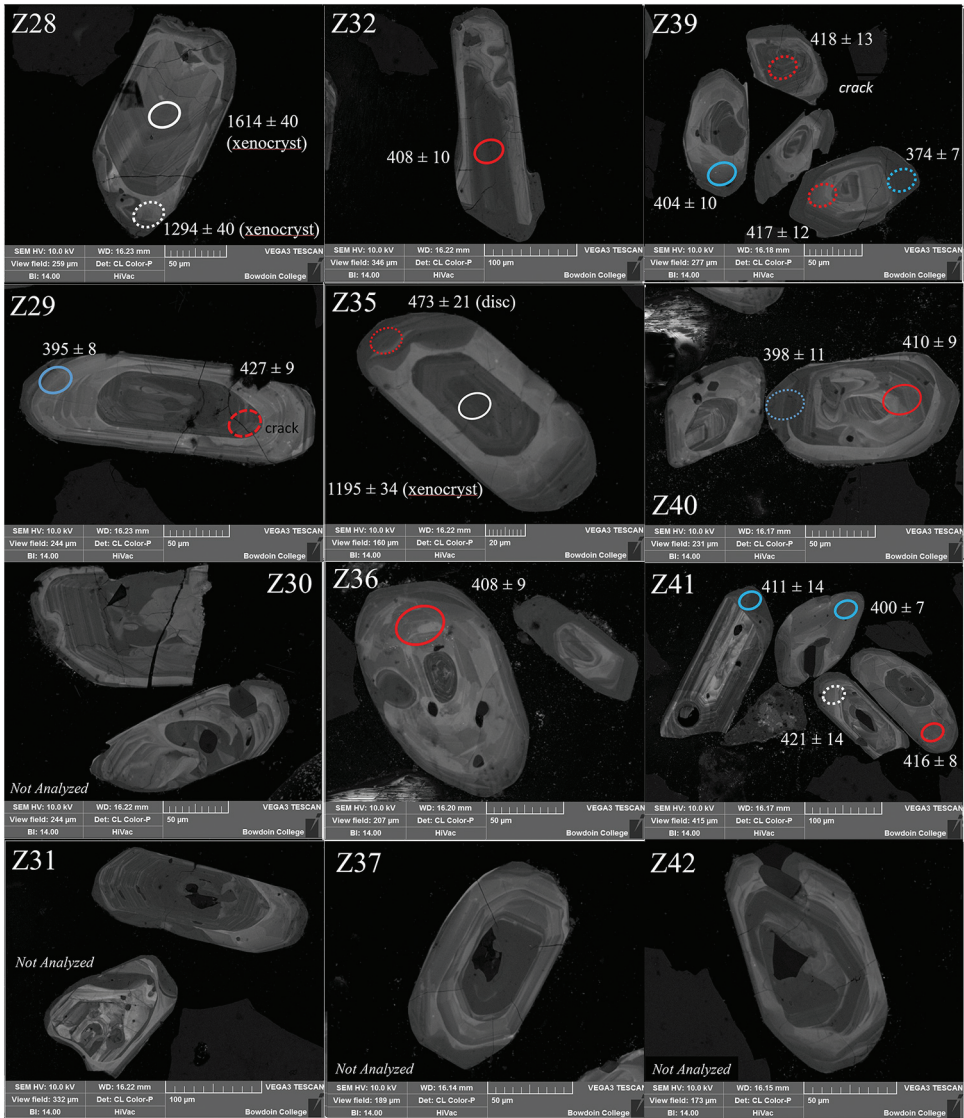 Z28
1614 ± 40
(xenocryst)
1294 ± 40 (xenocryst)
SEM HV: 10.0 kV WD: 16.23 mm VEGA3 TESCAN
View field: 259 µm Det: CL Color-P 50 µm
BI: 14.00 HiVac Bowdoin College
Z32
408 ± 10
SEM HV: 10.0 kV WD: 16.22 mm VEGA3 TESCAN
View field: 346 µm Det: CL Color-P 100 µm
BI: 14.00 HiVac Bowdoin College
Z39
418 ± 13
crack
374 ± 7
404 ± 10
417 ± 12
SEM HV: 10.0 kV WD: 16.18 mm VEGA3 TESCAN
View field: 277 µm Det: CL Color-P 50 µm
BI: 14.00 HiVac Bowdoin College
Z29
395 ± 8
427 ± 9
crack
SEM HV: 10.0 kV WD: 16.23 mm VEGA3 TESCAN
View field: 244 µm Det: CL Color-P 50 µm
BI: 14.00 HiVac Bowdoin College
Z35
473 ± 21 (disc)
1195 ± 34 (xenocryst)
SEM HV: 10.0 kV WD: 16.22 mm VEGA3 TESCAN
View field: 160 µm Det: CL Color-P 20 µm
BI: 14.00 HiVac Bowdoin College
398 ± 11
410 ± 9
Z40
SEM HV: 10.0 kV WD: 16.17 mm VEGA3 TESCAN
View field: 231 µm Det: CL Color-P 50 µm
BI: 14.00 HiVac Bowdoin College
Z30
Not Analyzed
SEM HV: 10.0 kV WD: 16.22 mm VEGA3 TESCAN
View field: 244 µm Det: CL Color-P 50 µm
BI: 14.00 HiVac Bowdoin College
Z36
408 ± 9
SEM HV: 10.0 kV WD: 16.20 mm VEGA3 TESCAN
View field: 207 µm Det: CL Color-P 50 µm
BI: 14.00 HiVac Bowdoin College
Z41
411 ± 14
400 ± 7
421 ± 14
416 ± 8
SEM HV: 10.0 kV WD: 16.17 mm VEGA3 TESCAN
View field: 415 µm Det: CL Color-P 100 µm
BI: 14.00 HiVac Bowdoin College
Z31
Not Analyzed
SEM HV: 10.0 kV WD: 16.22 mm VEGA3 TESCAN
View field: 332 µm Det: CL Color-P 100 µm
BI: 14.00 HiVac Bowdoin College
Z37
Not Analyzed
SEM HV: 10.0 kV WD: 16.14 mm VEGA3 TESCAN
View field: 189 µm Det: CL Color-P 50 µm
BI: 14.00 HiVac Bowdoin College
Z42
Not Analyzed
SEM HV: 10.0 kV WD: 16.15 mm VEGA3 TESCAN
View field: 173 µm Det: CL Color-P 50 µm
BI: 14.00 HiVac Bowdoin College